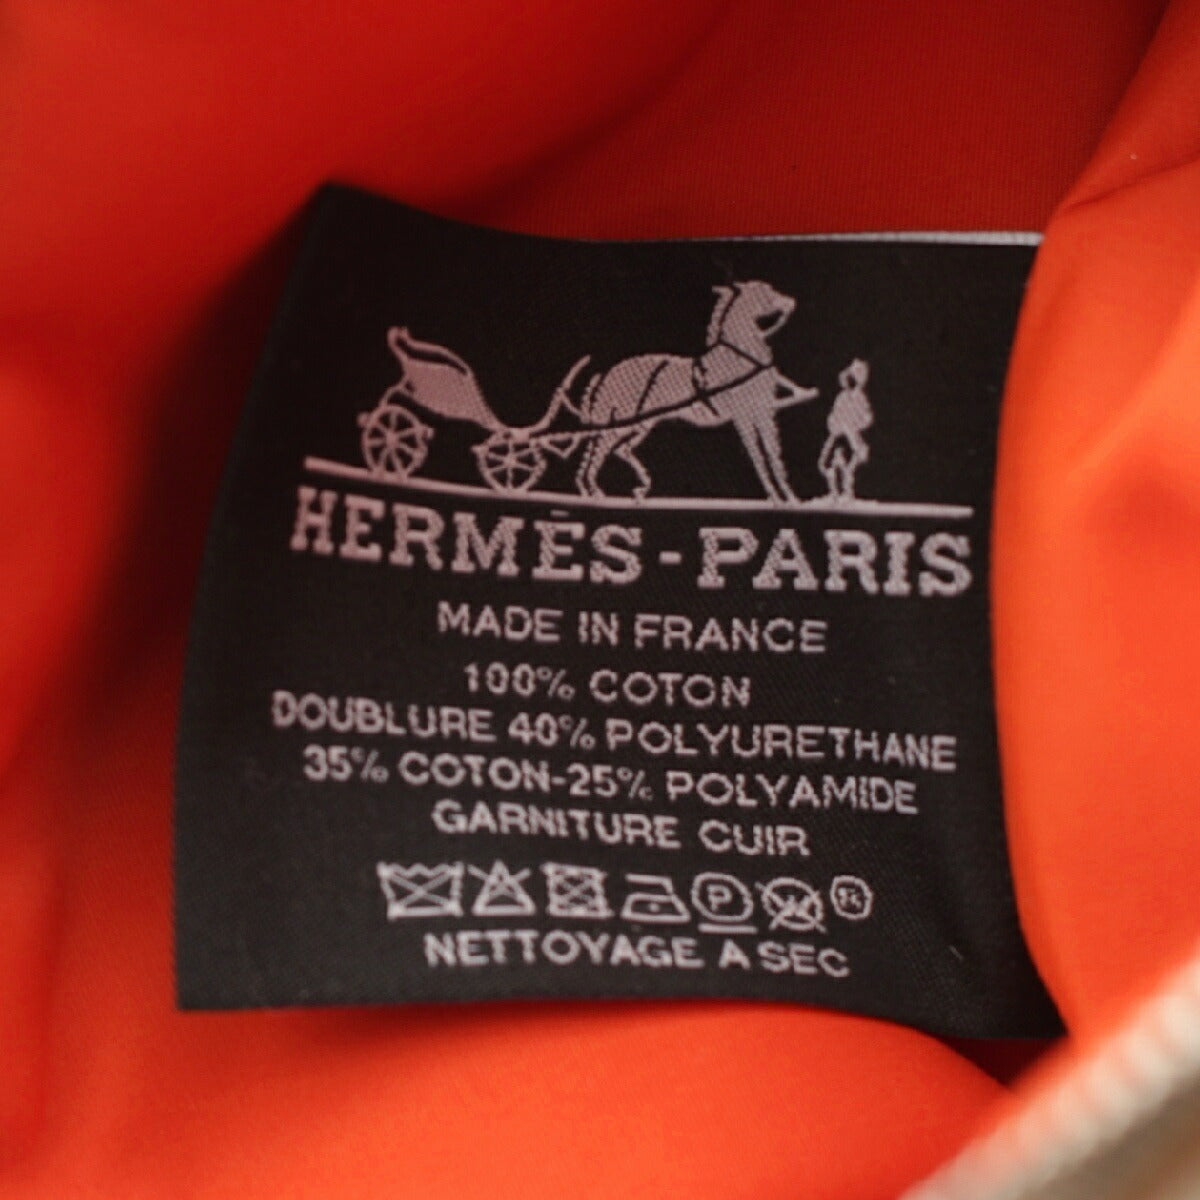 HERMÈS-PARIS
MADE IN FRANCE
100% COTON
DOUBLURE 40% POLYURETHANE
35% COTON-25% POLYAMIDE
GARNITURE CUIR
P W
NETTOYAGE A SEC